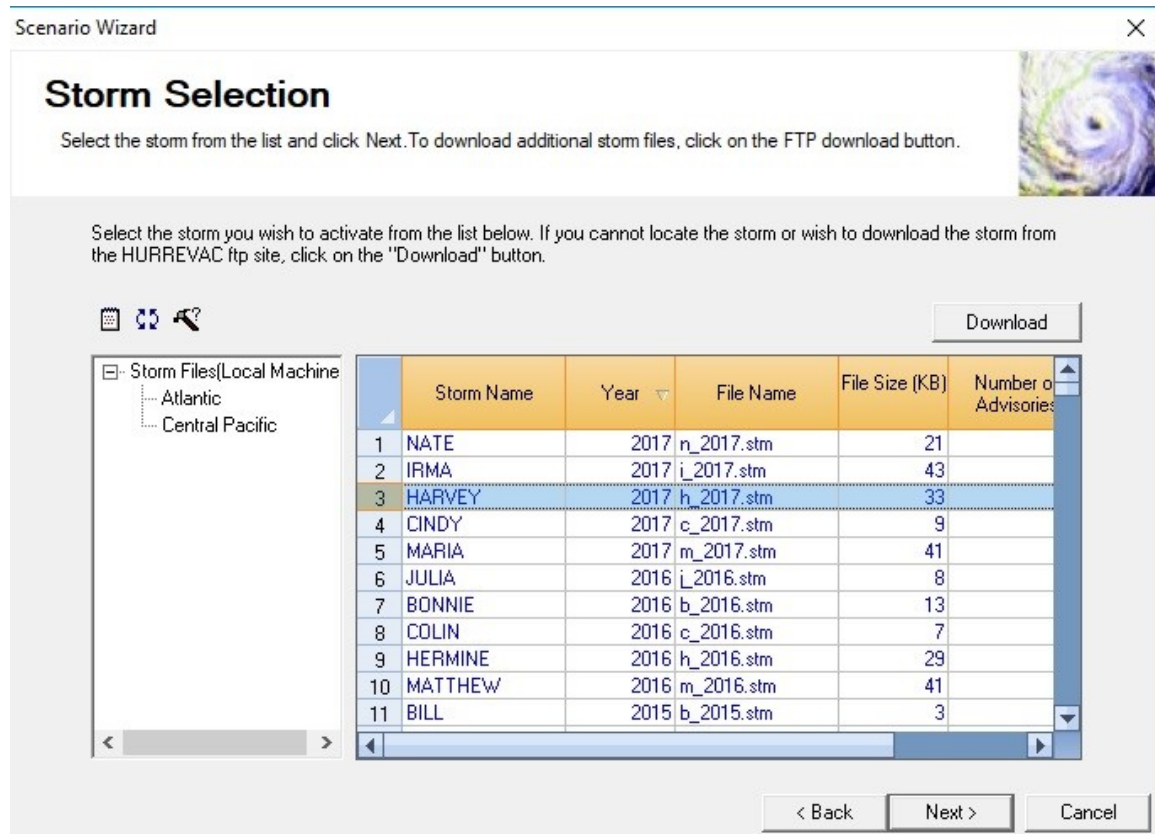 Scenario Wizard
Storm Selection
Select the storm from the list and click Next.To download additional storm files, click on the FTP download button.
Select the storm you wish to activate from the list below. If you cannot locate the storm or wish to download the storm from
the HURREVAC ftp site, click on the "Download" button.
Download
Storm Files(Local Machine
Atlantic
Central Pacific
Storm Name Year File Name File Size (KB) Number o
Advisories
1 NATE 2017 n_2017.stm 21
2 IRMA 2017 i_2017.stm 43
3 HARVEY 2017 h_2017.stm 33
4 CINDY 2017 c_2017.stm 9
5 MARIA 2017 m_2017.stm 41
6 JULIA 2016 j_2016.stm 8
7 BONNIE 2016 b_2016.stm 13
8 COLIN 2016 c_2016.stm 7
9 HERMINE 2016 h_2016.stm 29
10 MATTHEW 2016 m_2016.stm 41
11 BILL 2015 b_2015.stm 3
< Back Next > Cancel